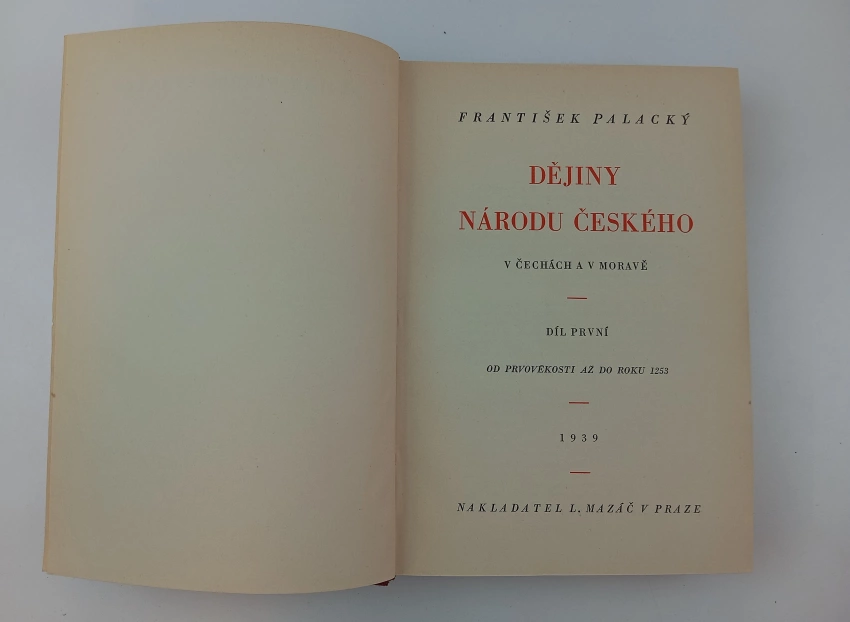 FRANTIŠEK PALACKÝ
DĚJINY
NÁRODU ČESKÉHO
V ČECHÁCH A V MORAVĚ
DÍL PRVNÍ
OD PRVOVĚKOSTI AŽ DO ROKU 1253
1939
NAKLADATEL L. MAZÁČ V PRAZE